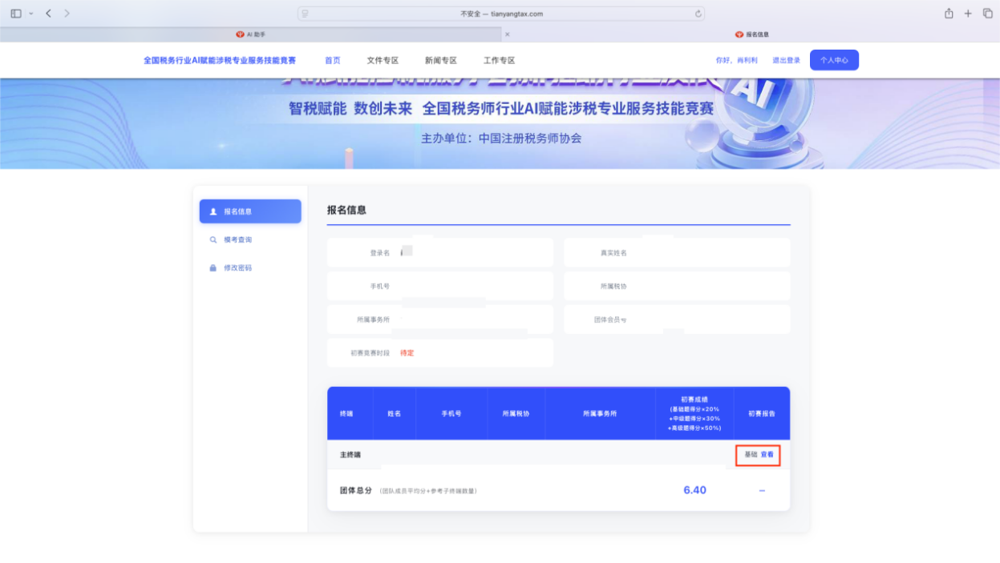 不安全 — tianyangtax.com
AI 助手
报名信息
全国税务行业AI赋能涉税专业服务技能竞赛
首页
文件专区
新闻专区
工作专区
你好，肖利利
退出登录
个人中心
AI
智税赋能 数创未来 全国税务师行业AI赋能涉税专业服务技能竞赛
主办单位：中国注册税务师协会
报名信息
模考查询
修改密码
报名信息
登录名
真实姓名
手机号
所属税协
所属事务所
团体会员号
初赛竞赛时段 待定
终端
姓名
手机号
所属税协
所属事务所
初赛成绩
(基础题得分×20%
+中级题得分×30%
+高级题得分×50%)
初赛报告
主终端
基础 查看
团体总分 （团队成员平均分+参考子终端数量）
6.40
–